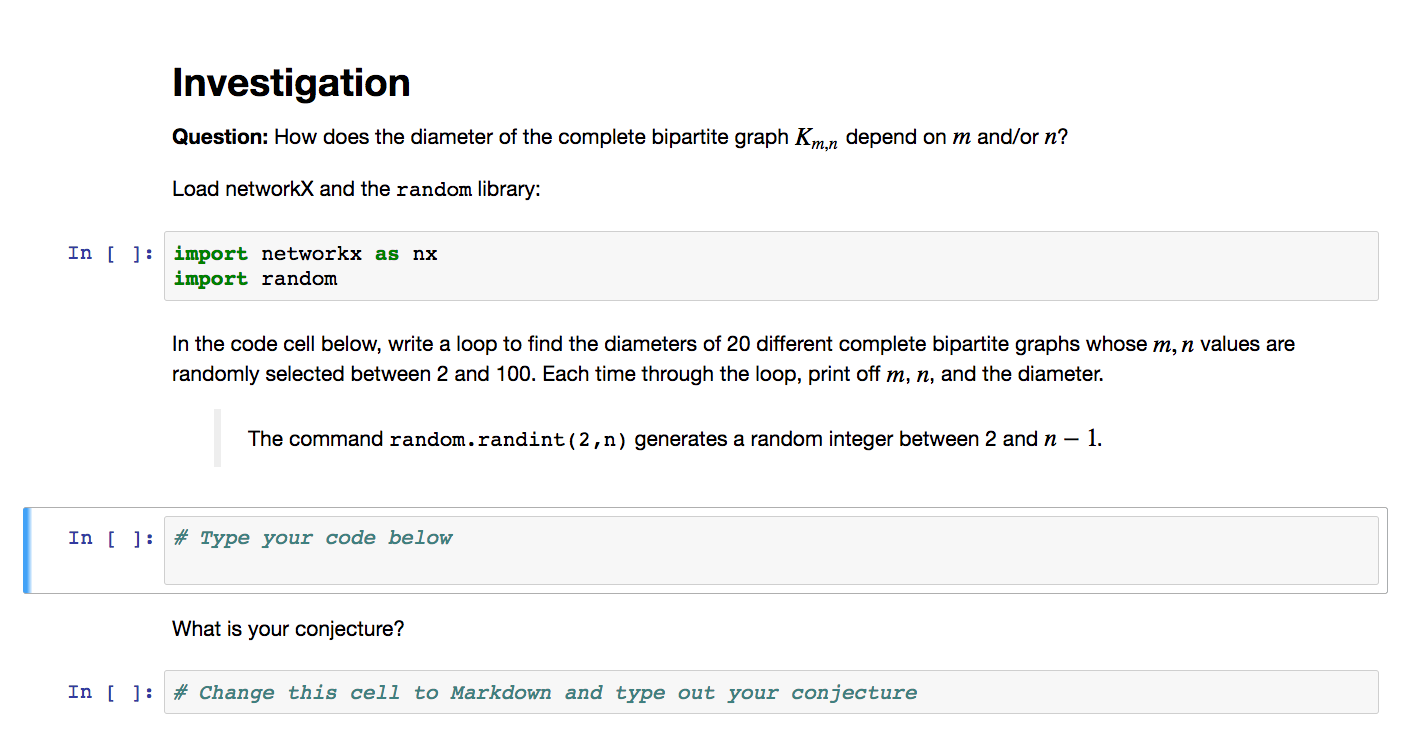 Investigation
Question: How does the diameter of the complete bipartite graph Km,n depend on m and/or n?
Load networkX and the random library:
In [ ]: import networkx as nx
import random
In the code cell below, write a loop to find the diameters of 20 different complete bipartite graphs whose m, n values are
randomly selected between 2 and 100. Each time through the loop, print off m, n, and the diameter.
The command random.randint(2,n) generates a random integer between 2 and n − 1.
In [ ]: # Type your code below
What is your conjecture?
In [ ]: # Change this cell to Markdown and type out your conjecture